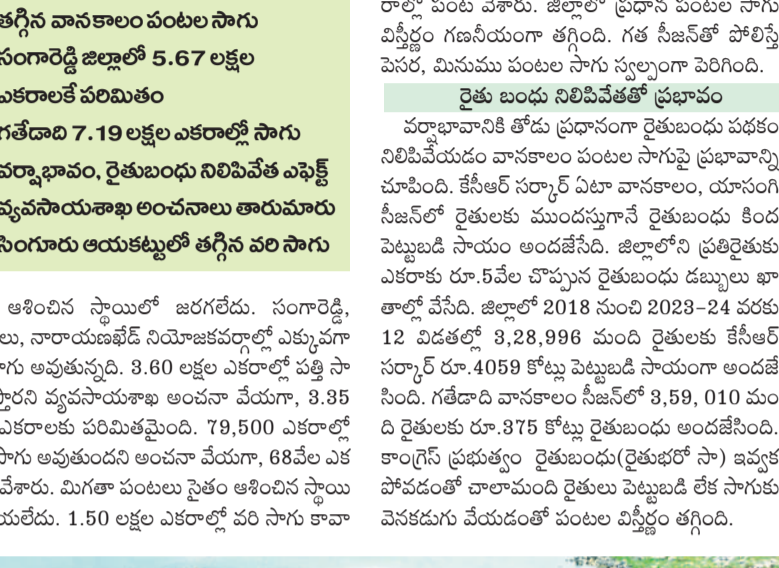 తగ్గిన వానకాలం పంటల సాగు
సంగారెడ్డి జిల్లాలో 5.67 లక్షల
ఎకరాలకే పరిమితం
గతేడాది 7.19 లక్షల ఎకరాల్లో సాగు
వర్షాభావం, రైతుబంధు నిలిపివేత ఎఫెక్ట్
వ్యవసాయశాఖ అంచనాలు తారుమారు
సింగూరు ఆయకట్టులో తగ్గిన వరి సాగు
ఆశించిన స్థాయిలో జరగలేదు. సంగారెడ్డి,
లు, నారాయణఖేడ్ నియోజకవర్గాల్లో ఎక్కువగా
గు అవుతున్నది. 3.60 లక్షల ఎకరాల్లో పత్తి సా
స్తారని వ్యవసాయశాఖ అంచనా వేయగా, 3.35
ఎకరాలకు పరిమితమైంది. 79,500 ఎకరాల్లో
సాగు అవుతుందని అంచనా వేయగా, 68వేల ఎక
వేశారు. మిగతా పంటలు సైతం ఆశించిన స్థాయి
యలేదు. 1.50 లక్షల ఎకరాల్లో వరి సాగు కావా
రాల్లో పంట వేశారు. జిల్లాలో ప్రధాన పంటల సాగు
విస్తీర్ణం గణనీయంగా తగ్గింది. గత సీజన్‌తో పోలిస్తే
పెసర, మినుము పంటల సాగు స్వల్పంగా పెరిగింది.
రైతు బంధు నిలిపివేతతో ప్రభావం
వర్షాభావానికి తోడు ప్రధానంగా రైతుబంధు పథకం
నిలిపివేయడం వానకాలం పంటల సాగుపై ప్రభావాన్ని
చూపింది. కేసీఆర్ సర్కార్ ఏటా వానకాలం, యాసంగి
సీజన్‌లో రైతులకు ముందస్తుగానే రైతుబంధు కింద
పెట్టుబడి సాయం అందజేసేది. జిల్లాలోని ప్రతిరైతుకు
ఎకరాకు రూ.5వేల చొప్పున రైతుబంధు డబ్బులు ఖా
తాల్లో వేసేది. జిల్లాలో 2018 నుంచి 2023-24 వరకు
12 విడతల్లో 3,28,996 మంది రైతులకు కేసీఆర్
సర్కార్ రూ.4059 కోట్లు పెట్టుబడి సాయంగా అందజే
సింది. గతేడాది వానకాలం సీజన్‌లో 3,59, 010 మం
ది రైతులకు రూ.375 కోట్లు రైతుబంధు అందజేసింది.
కాంగ్రెస్ ప్రభుత్వం రైతుబంధు(రైతుభరో సా) ఇవ్వక
పోవడంతో చాలామంది రైతులు పెట్టుబడి లేక సాగుకు
వెనకడుగు వేయడంతో పంటల విస్తీర్ణం తగ్గింది.